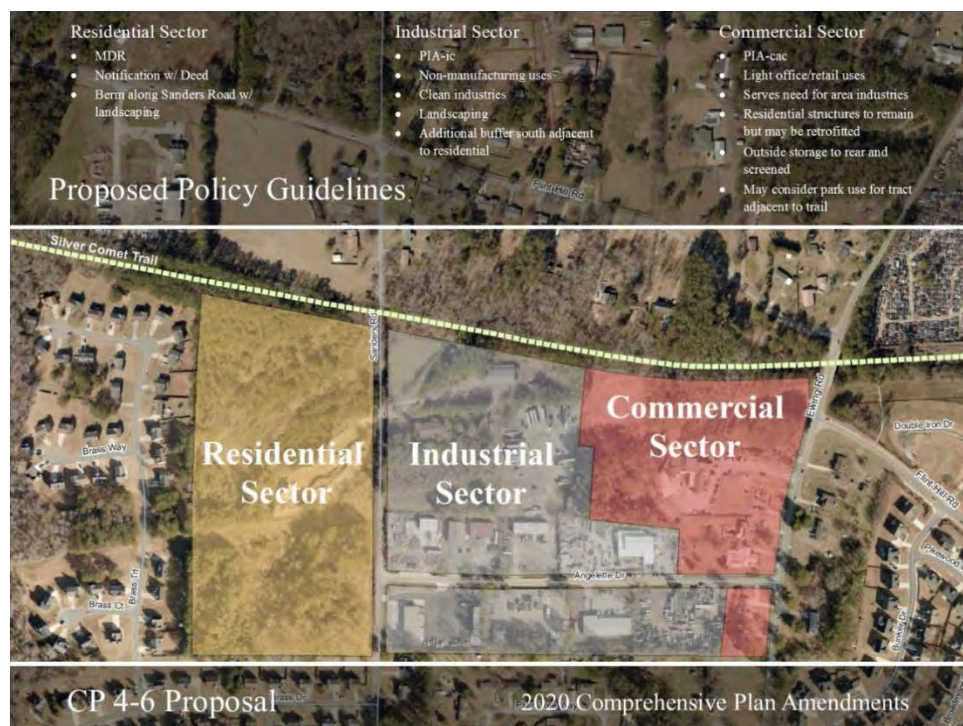 Residential Sector
• MDR
• Notification w/ Deed
• Berm along Sanders Road w/
landscaping
Industrial Sector
• PIA-ic
• Non-manufacturing uses
• Clean industries
• Landscaping
• Additional buffer south adjacent
to residential
Commercial Sector
• PIA-cac
• Light office/retail uses
• Serves need for area industries
• Residential structures to remain
but may be retrofitted
• Outside storage to rear and
screened
• May consider park use for tract
adjacent to trail
Proposed Policy Guidelines
Flint Hill Rd
Silver Comet Trail
Sanders Rd
Ewing Rd
Brass Way
Residential
Sector
Industrial
Sector
Commercial
Sector
Double Iron Dr
Flint Hill Rd
Angelette Dr
Brass Trl
Brass Ct
Bunker Dr
CP 4-6 Proposal
2020 Comprehensive Plan Amendments